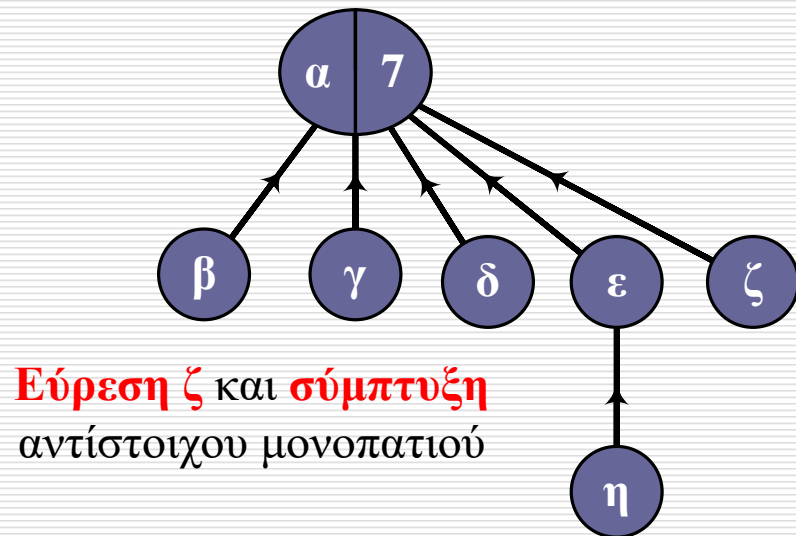 α 7
β γ δ ε ζ
Εύρεση ζ και σύμπτυξη
αντίστοιχου μονοπατιού
η